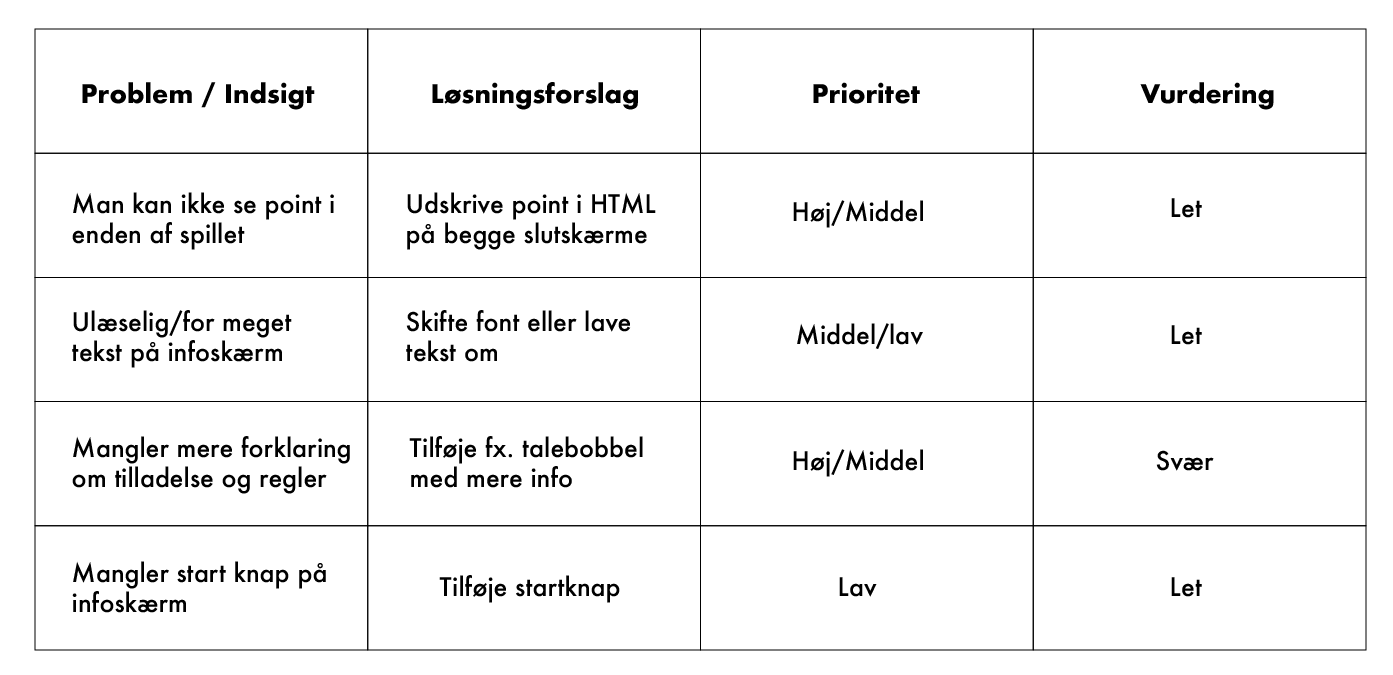 Problem / Indsigt
Løsningsforslag
Prioritet
Vurdering
Man kan ikke se point i
enden af spillet
Udskrive point i HTML
på begge slutskærme
Høj/Middel
Let
Ulæselig/for meget
tekst på infoskærm
Skifte font eller lave
tekst om
Middel/lav
Let
Mangler mere forklaring
om tilladelse og regler
Tilføje fx. talebobbel
med mere info
Høj/Middel
Svær
Mangler start knap på
infoskærm
Tilføje startknap
Lav
Let